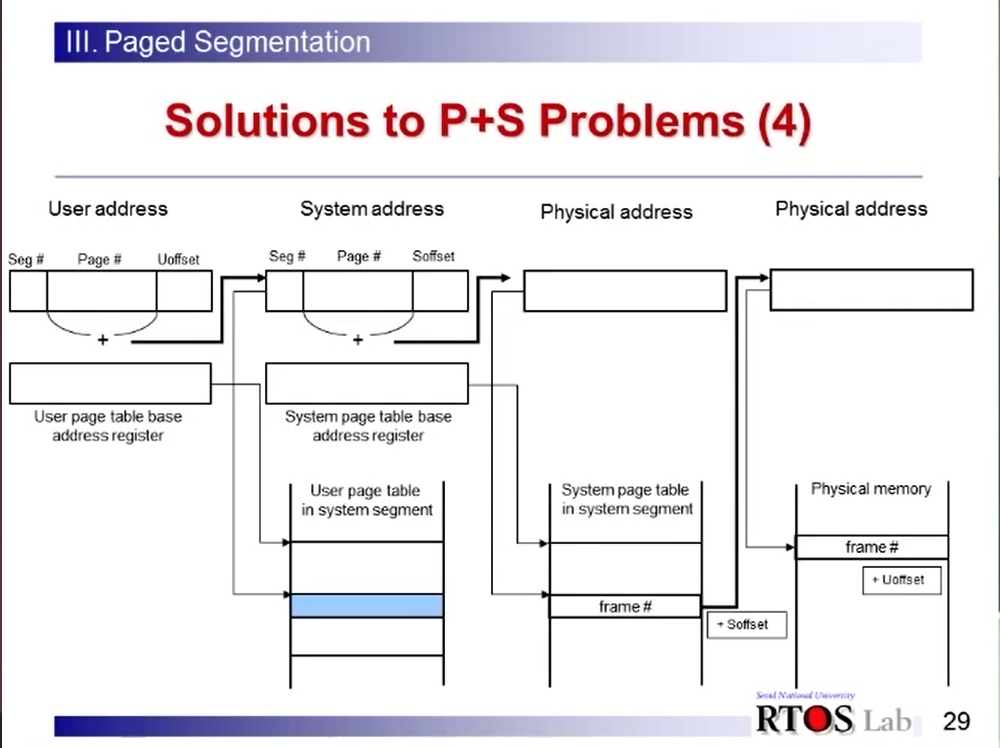 III. Paged Segmentation
Solutions to P+S Problems (4)
User address
System address
Physical address
Physical address
Seg #
Page #
Uoffset
Seg #
Page #
Soffset
+
+
User page table base
address register
System page table base
address register
User page table
in system segment
System page table
in system segment
Physical memory
frame #
frame #
+ Uoffset
+ Soffset
Seoul National University
RTOS Lab
29